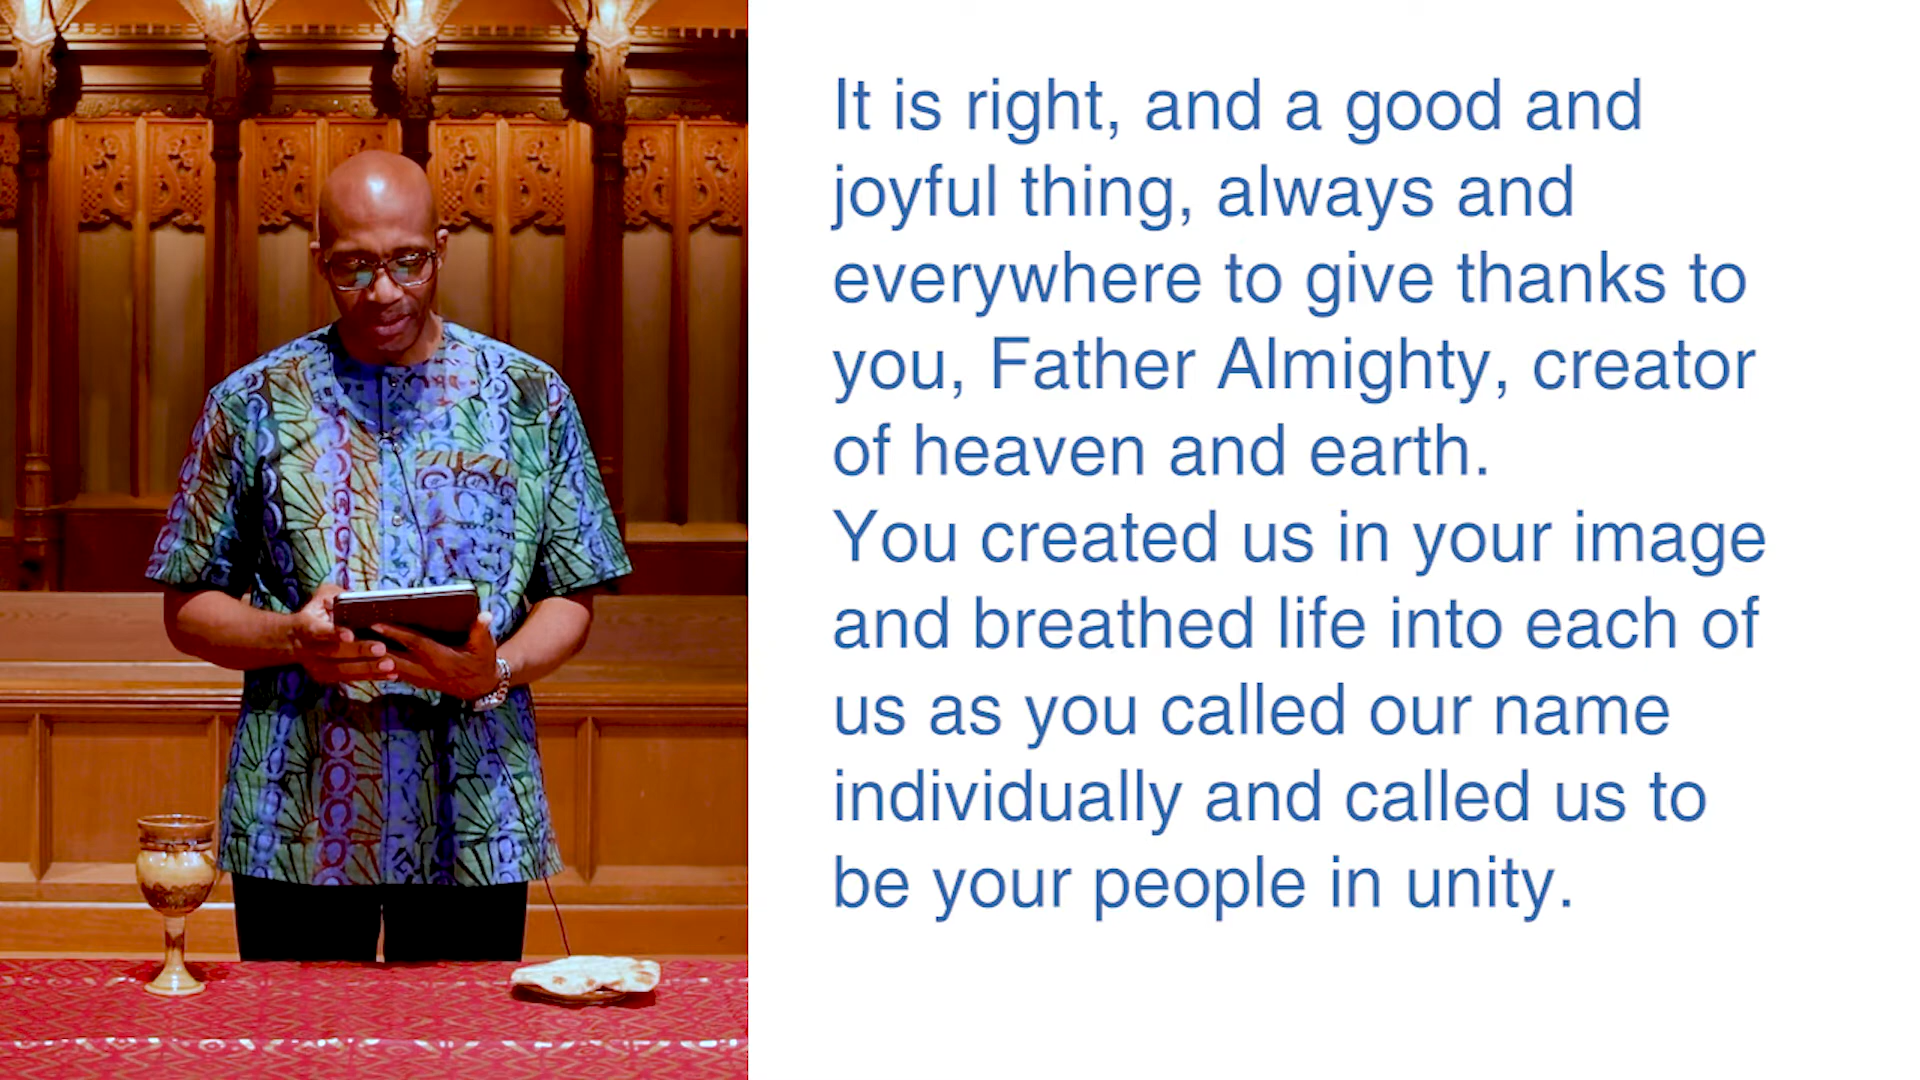 It is right, and a good and
joyful thing, always and
everywhere to give thanks to
you, Father Almighty, creator
of heaven and earth.
You created us in your image
and breathed life into each of
us as you called our name
individually and called us to
be your people in unity.